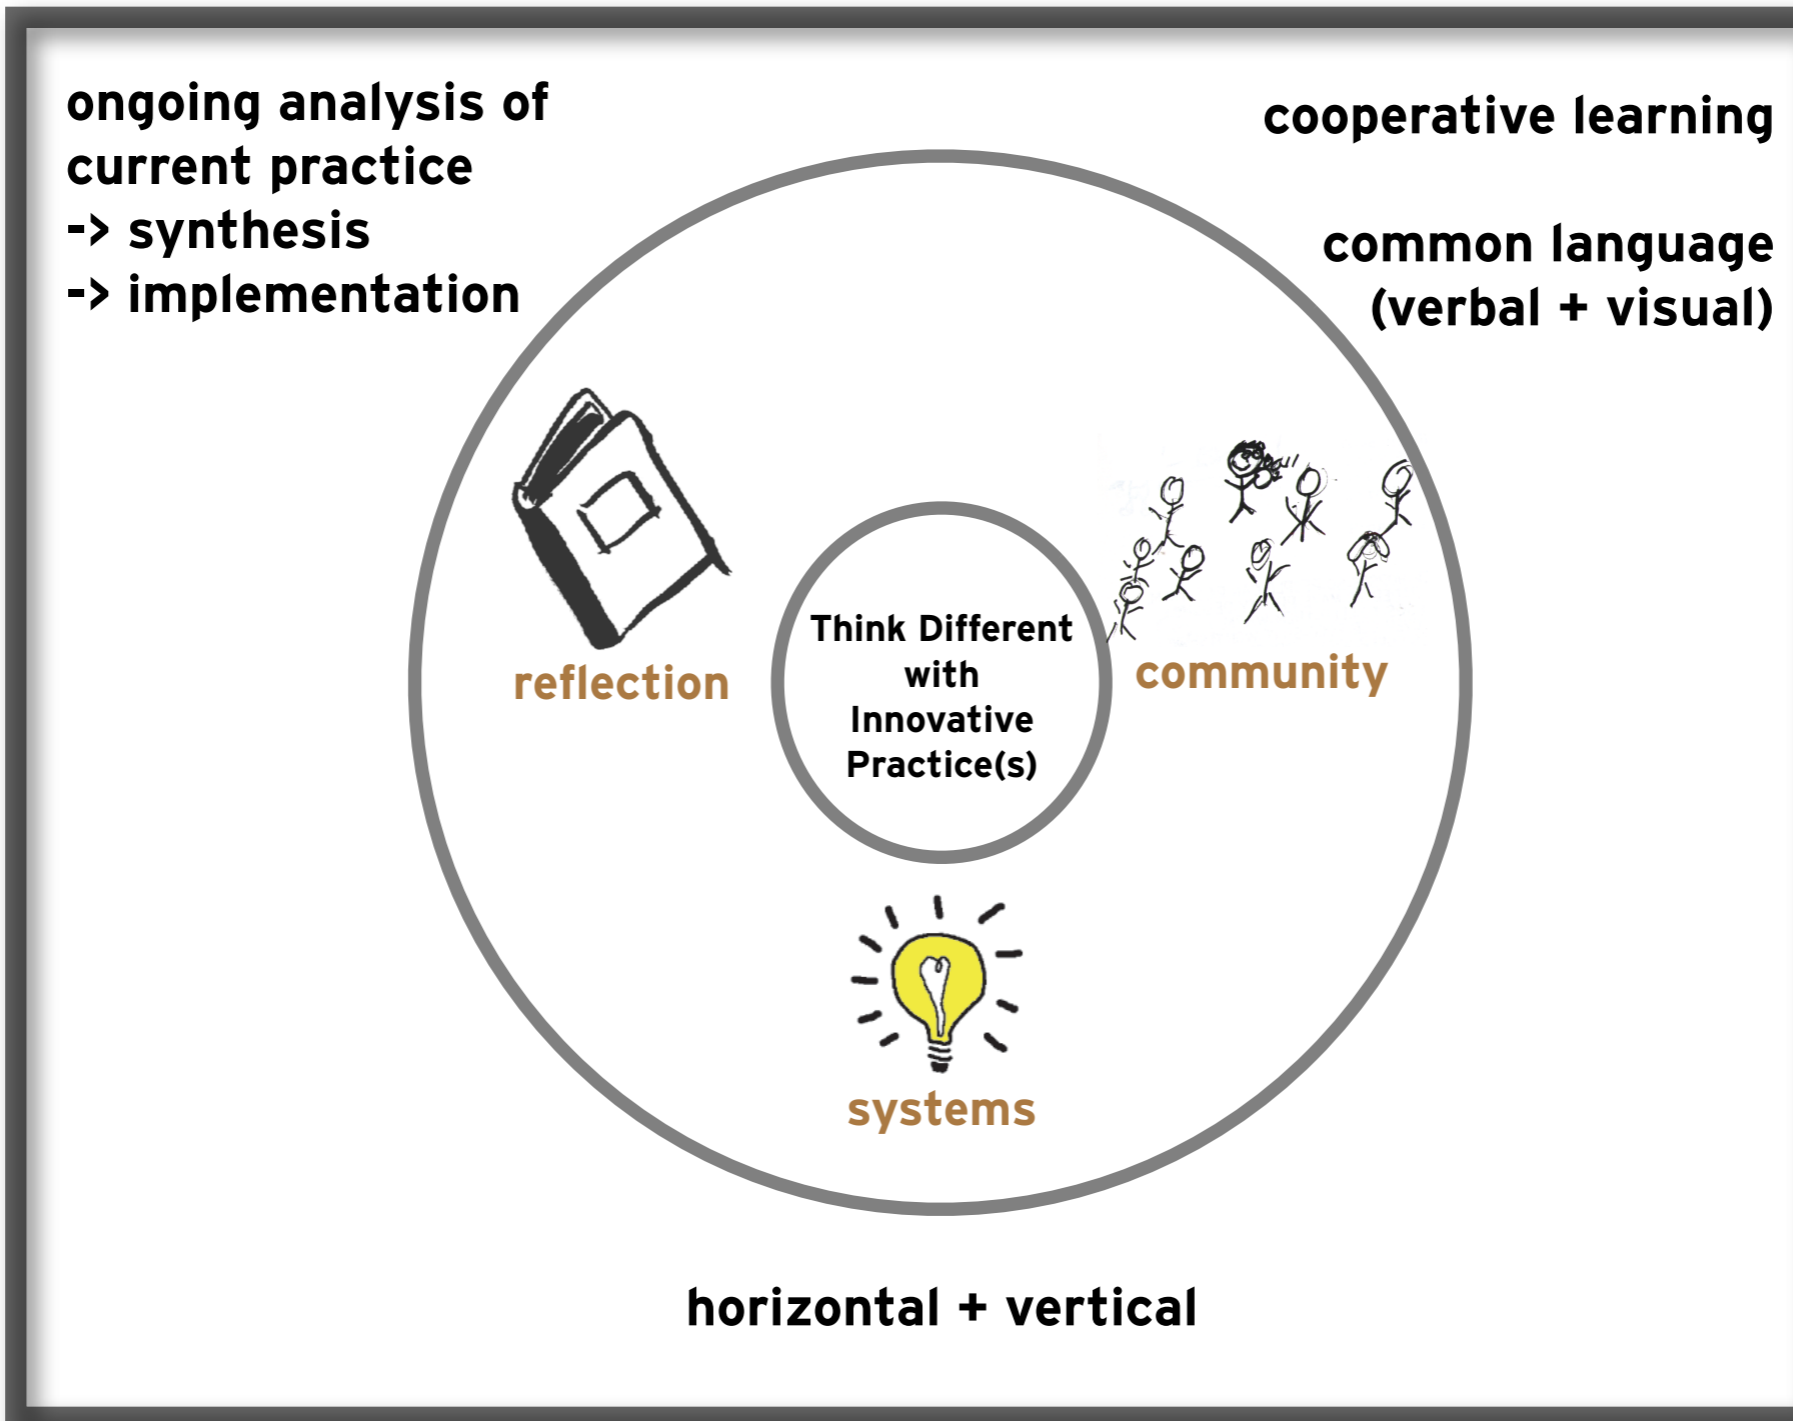 ongoing analysis of
current practice
-> synthesis
-> implementation
cooperative learning
common language
(verbal + visual)
reflection
Think Different
with
Innovative
Practice(s)
community
systems
horizontal + vertical